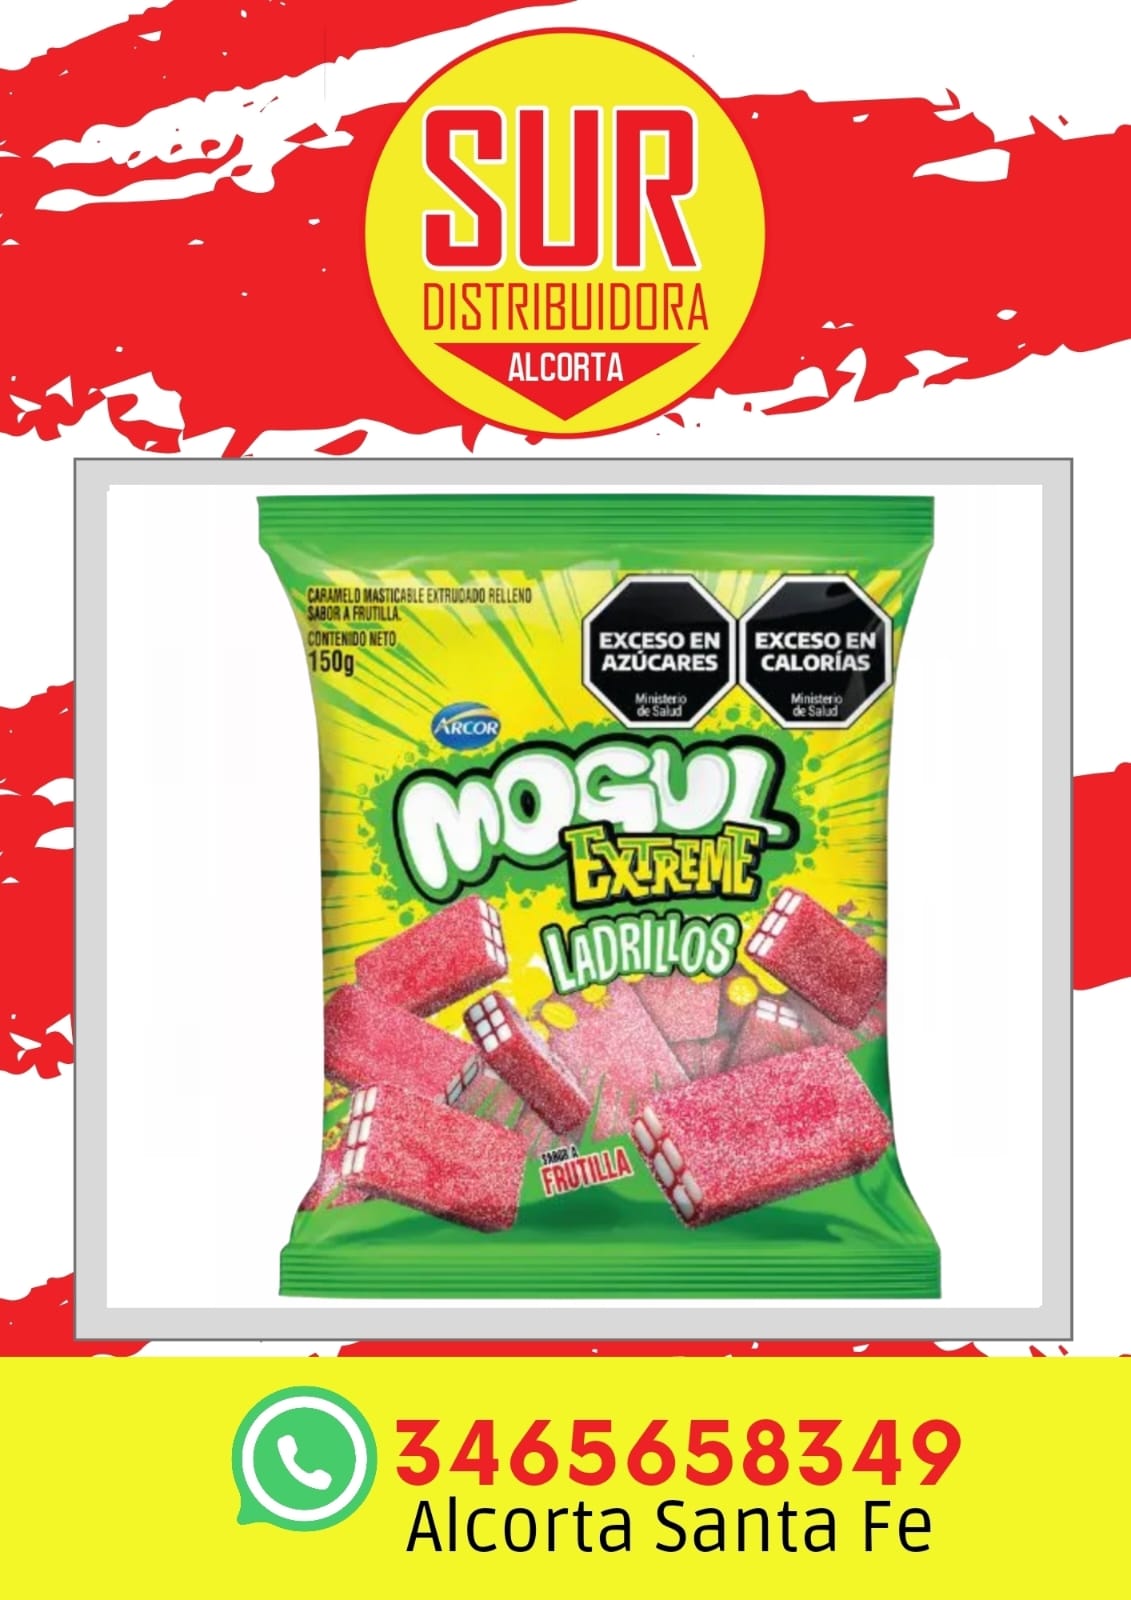 SUR
DISTRIBUIDORA
ALCORTA
CARAMELO MASTICABLE EXTRUDADO RELLENO
SABOR A FRUTILLA.
CONTENIDO NETO
150g
EXCESO EN
AZÚCARES
Ministerio
de Salud
EXCESO EN
CALORÍAS
Ministerio
de Salud
ARCOR
MOGUL
EXTREME
LADRILLOS
SABOR A
FRUTILLA
3465658349
Alcorta Santa Fe